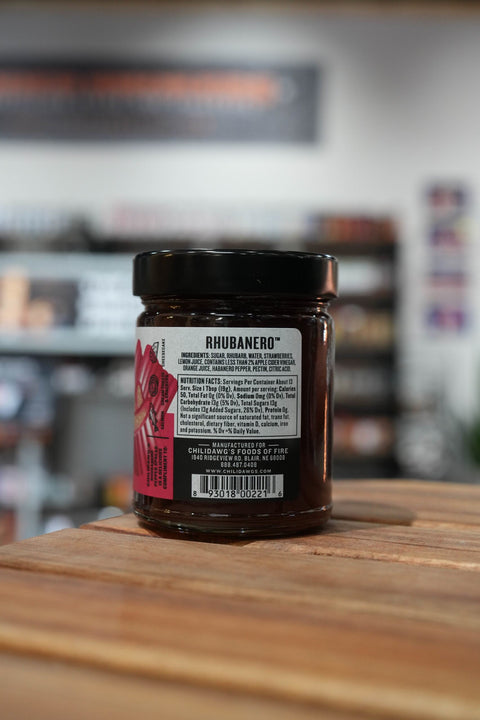 RHUBANERO™
INGREDIENTS: SUGAR, RHUBARB, WATER, STRAWBERRIES,
LEMON JUICE, CONTAINS LESS THAN 2% APPLE CIDER VINEGAR,
ORANGE JUICE, HABANERO PEPPER, PECTIN, CITRIC ACID.
NUTRITION FACTS: Servings Per Container About 13
Serv. Size 1 Tbsp (19g), Amount per serving: Calories
50, Total Fat 0g (0% Dv), Sodium 0mg (0% Dv), Total
Carbohydrate 13g (5% Dv), Total Sugars 13g
(Includes 13g Added Sugars, 26% Dv), Protein 0g.
Not a significant source of saturated fat, trans fat,
cholesterol, dietary fiber, vitamin D, calcium, iron
and potassium. % Dv =% Daily Value.
MANUFACTURED FOR
CHILIDAWG'S FOODS OF FIRE
1940 RIDGEVIEW RD. BLAIR, NE 68008
888.487.0408
WWW.CHILIDAWGS.COM
8 93018 00221 6